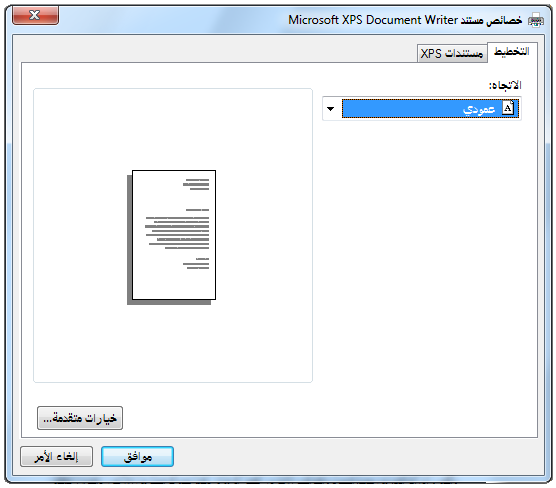 خصائص مستند Microsoft XPS Document Writer
التخطيط
مستندات XPS
الاتجاه:
عمودي
خيارات متقدمة...
موافق
إلغاء الأمر